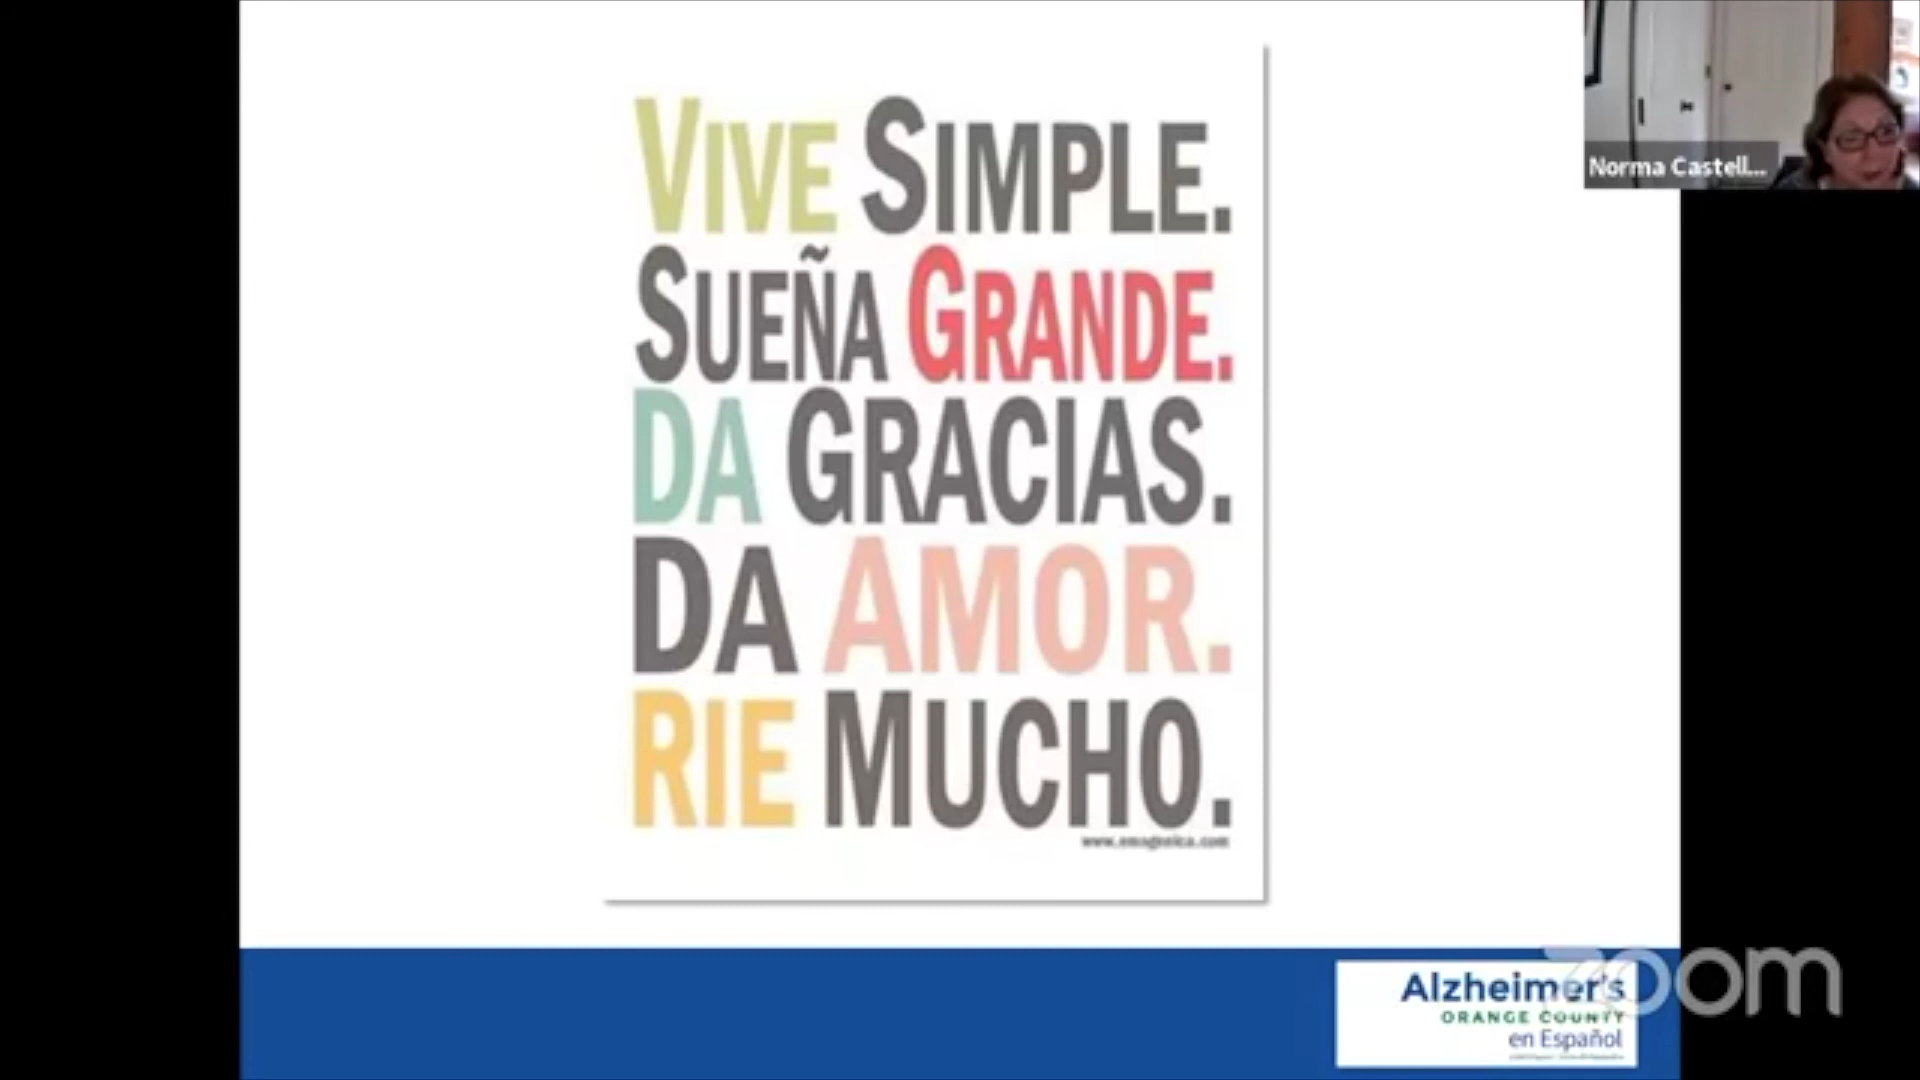 Norma Castell...
VIVE SIMPLE.
SUEÑA GRANDE.
DA GRACIAS.
DA AMOR.
RIE MUCHO.
Alzheimer's
ORANGE COUNTY
en Español
zoom